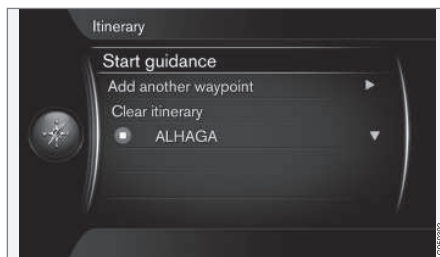 Itinerary
Start guidance
Add another waypoint
Clear itinerary
ALHAGA